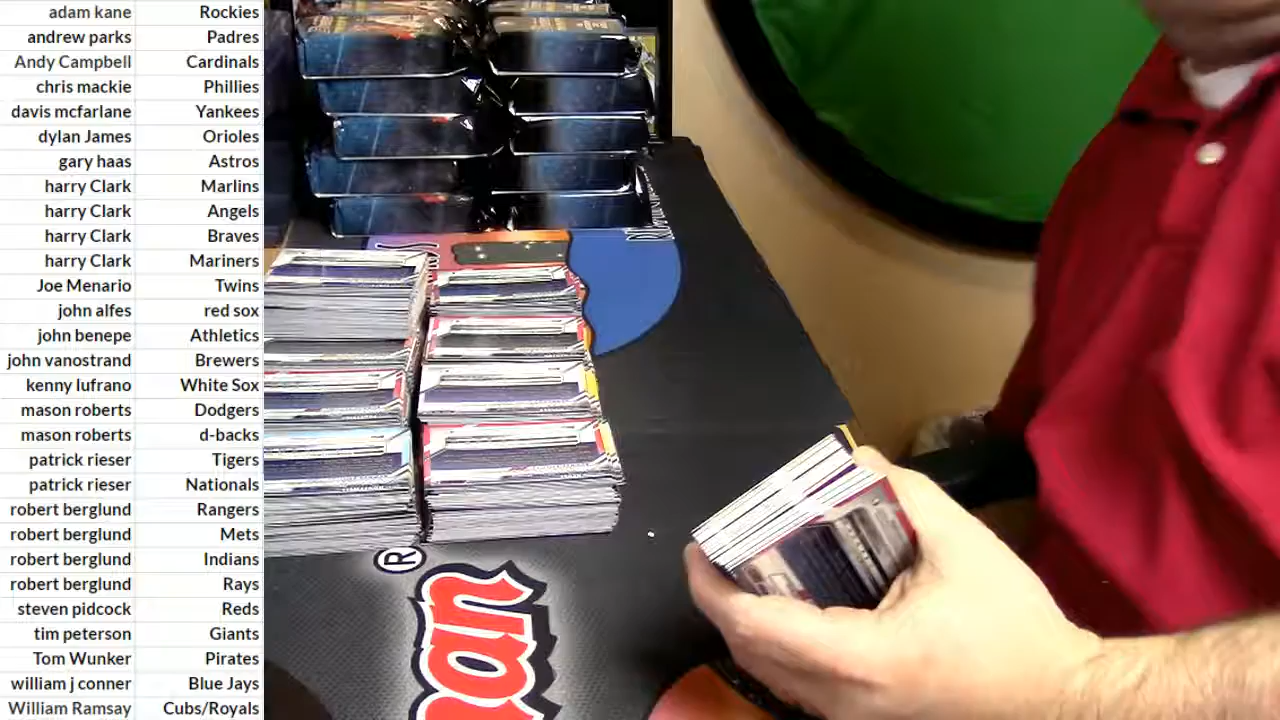 adam kane Rockies
andrew parks Padres
Andy Campbell Cardinals
chris mackie Phillies
davis mcfarlane Yankees
dylan James Orioles
gary haas Astros
harry Clark Marlins
harry Clark Angels
harry Clark Braves
harry Clark Mariners
Joe Menario Twins
john alfes red sox
john benepe Athletics
john vanostrand Brewers
kenny lufrano White Sox
mason roberts Dodgers
mason roberts d-backs
patrick rieser Tigers
patrick rieser Nationals
robert berglund Rangers
robert berglund Mets
robert berglund Indians
robert berglund Rays
steven pidcock Reds
tim peterson Giants
Tom Wunker Pirates
william j conner Blue Jays
William Ramsay Cubs/Royals
®